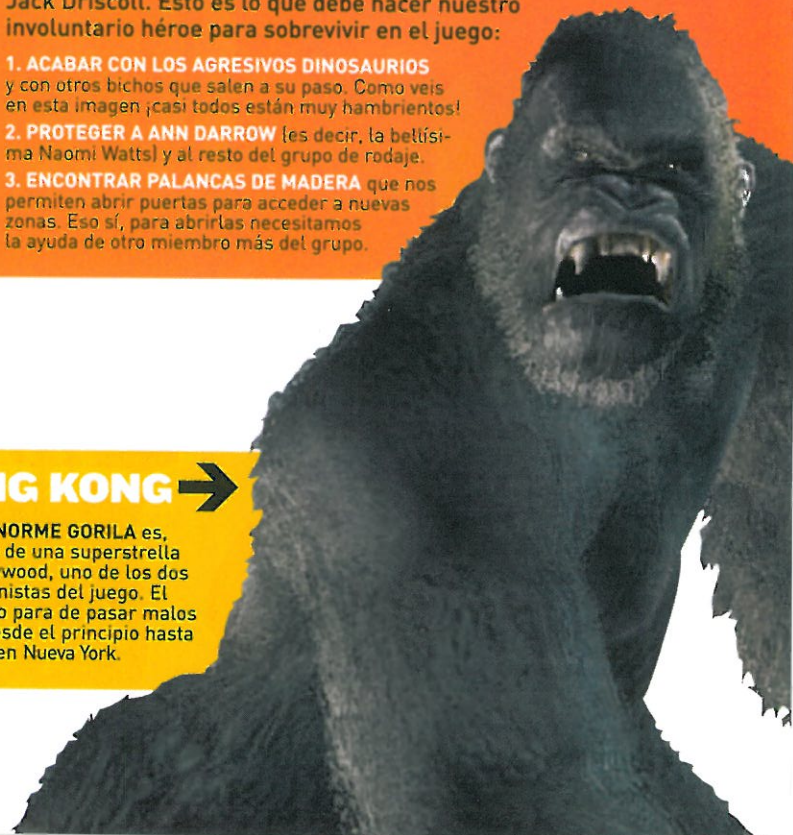 Jack Driscoll. Esto es lo que debe hacer nuestro
involuntario héroe para sobrevivir en el juego:
1. ACABAR CON LOS AGRESIVOS DINOSAURIOS
y con otros bichos que salen a su paso. Como veis
en esta imagen ¡casi todos están muy hambrientos!
2. PROTEGER A ANN DARROW (es decir, la bellísi-
ma Naomi Watts) y al resto del grupo de rodaje.
3. ENCONTRAR PALANCAS DE MADERA que nos
permiten abrir puertas para acceder a nuevas
zonas. Eso sí, para abrirlas necesitamos
la ayuda de otro miembro más del grupo.
NG KONG
NORME GORILA es,
de una superstrella
wood, uno de los dos
nistas del juego. El
o para de pasar malos
esde el principio hasta
en Nueva York.